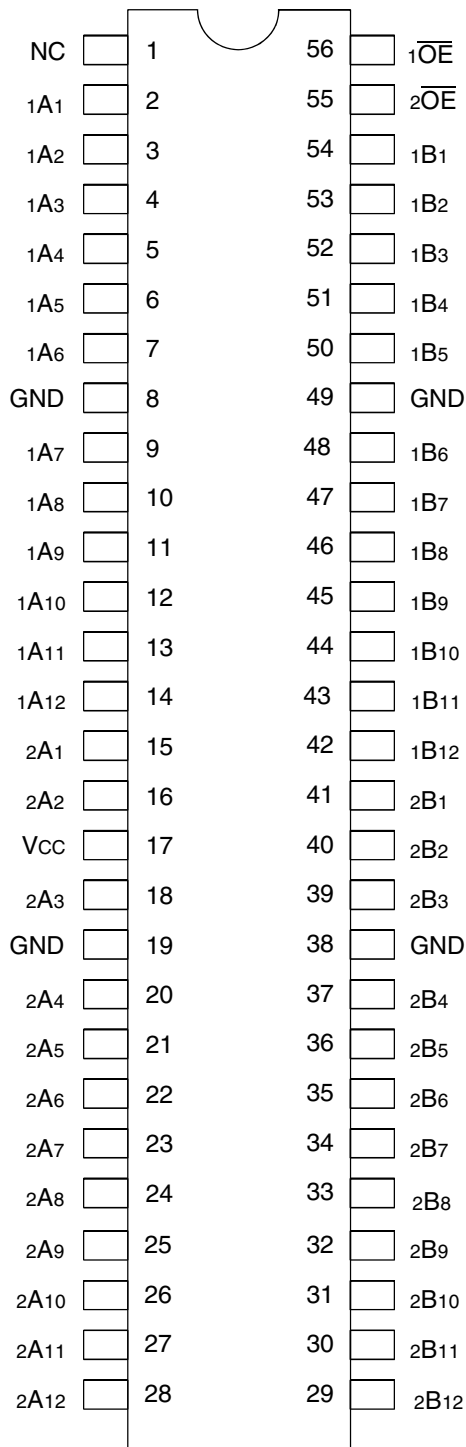 NC 1 56 1OE
1A1 2 55 2OE
1A2 3 54 1B1
1A3 4 53 1B2
1A4 5 52 1B3
1A5 6 51 1B4
1A6 7 50 1B5
GND 8 49 GND
1A7 9 48 1B6
1A8 10 47 1B7
1A9 11 46 1B8
1A10 12 45 1B9
1A11 13 44 1B10
1A12 14 43 1B11
2A1 15 42 1B12
2A2 16 41 2B1
VCC 17 40 2B2
2A3 18 39 2B3
GND 19 38 GND
2A4 20 37 2B4
2A5 21 36 2B5
2A6 22 35 2B6
2A7 23 34 2B7
2A8 24 33 2B8
2A9 25 32 2B9
2A10 26 31 2B10
2A11 27 30 2B11
2A12 28 29 2B12